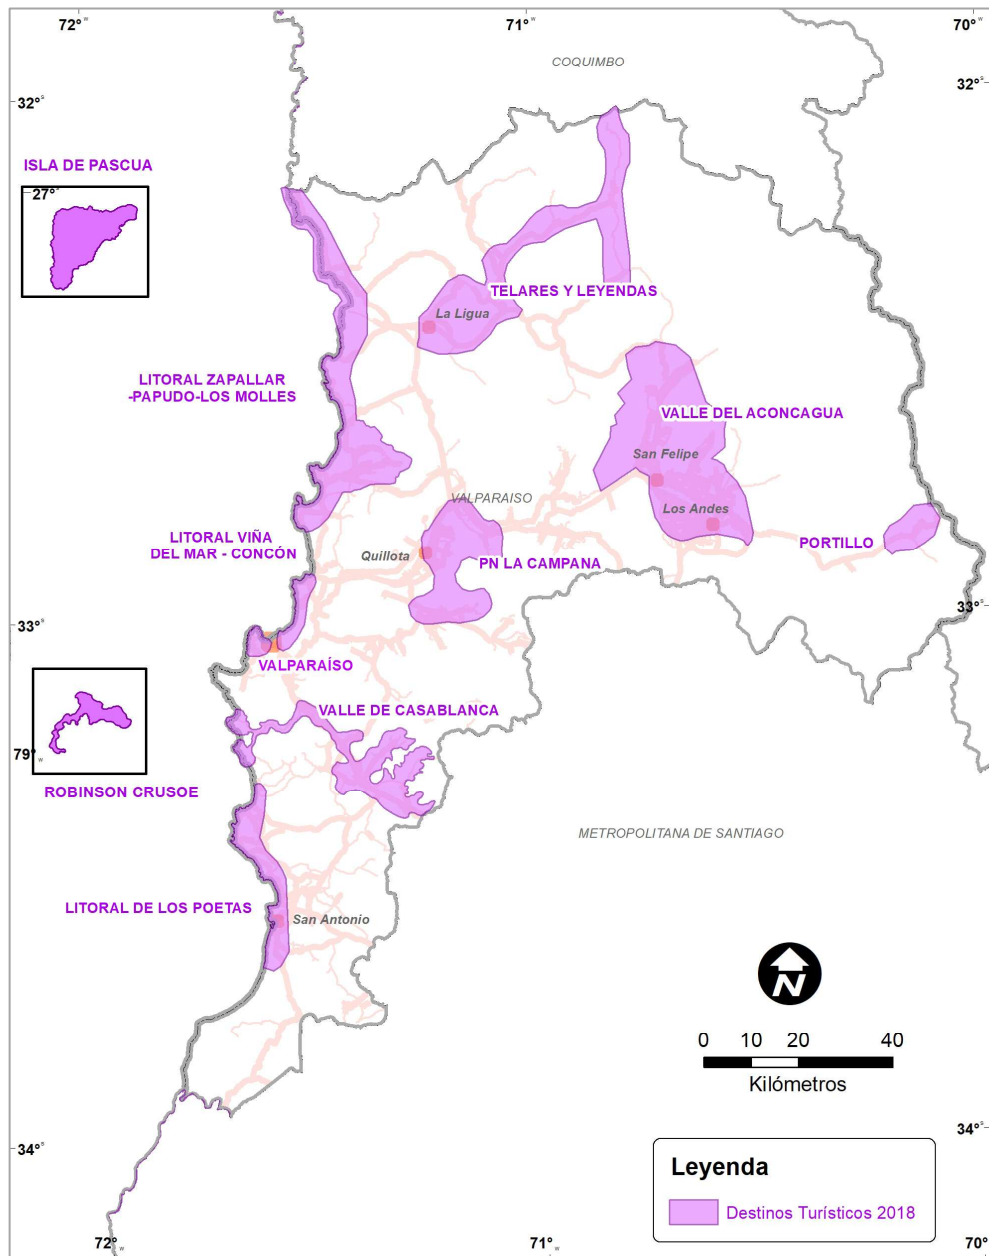 72° w
71° w
70° w
COQUIMBO
32° s
32° s
ISLA DE PASCUA
27° s
TELARES Y LEYENDAS
La Ligua
LITORAL ZAPALLAR
-PAPUDO-LOS MOLLES
VALLE DEL ACONCAGUA
San Felipe
VALPARAISO
Los Andes
LITORAL VIÑA
DEL MAR - CONCÓN
PORTILLO
Quillota
PN LA CAMPANA
33° s
33° s
VALPARAÍSO
VALLE DE CASABLANCA
79° w
ROBINSON CRUSOE
METROPOLITANA DE SANTIAGO
LITORAL DE LOS POETAS
San Antonio
N
0 10 20 40
Kilómetros
34° s
34° s
Leyenda
Destinos Turísticos 2018
72° w
71° w
70°